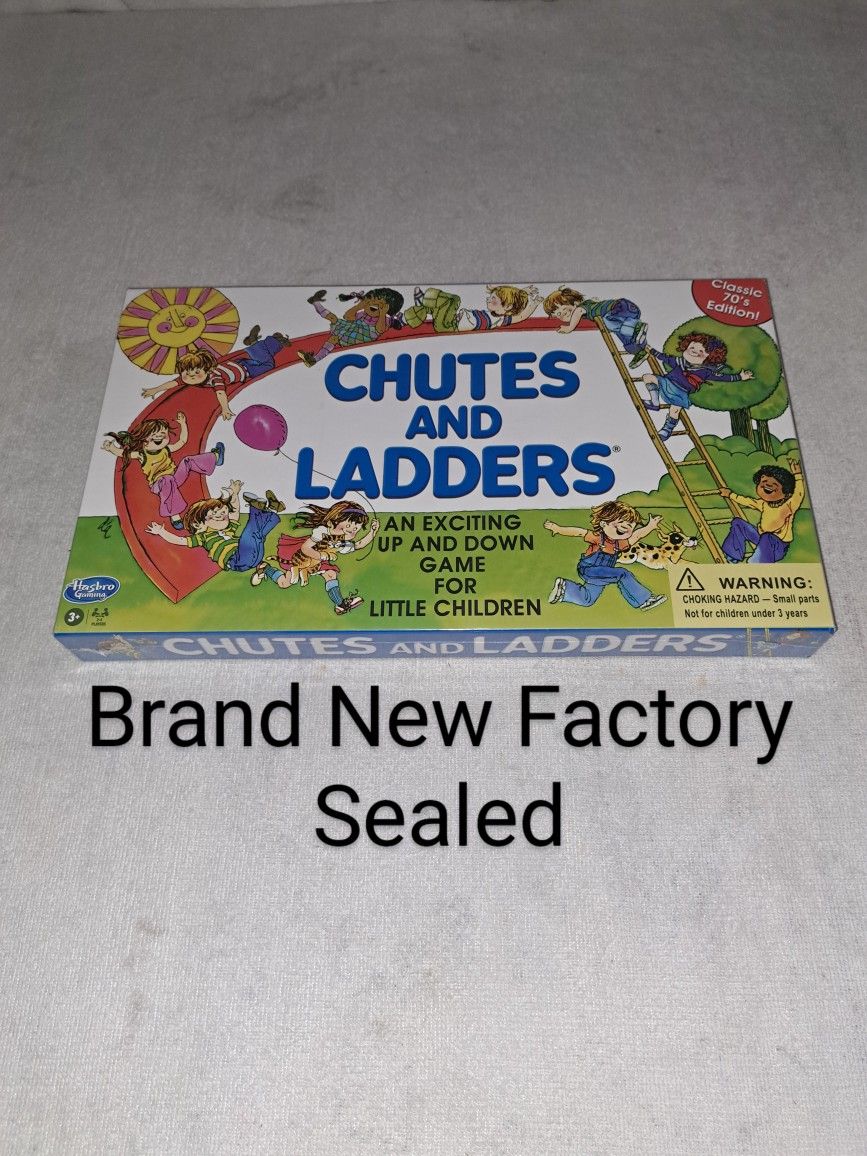 Classic
70's
Edition!
CHUTES
AND
LADDERS®
AN EXCITING
UP AND DOWN
GAME
FOR
LITTLE CHILDREN
Hasbro
Gaming
3+
PLAYERS
WARNING:
CHOKING HAZARD — Small parts
Not for children under 3 years
CHUTES AND LADDERS
Brand New Factory
Sealed